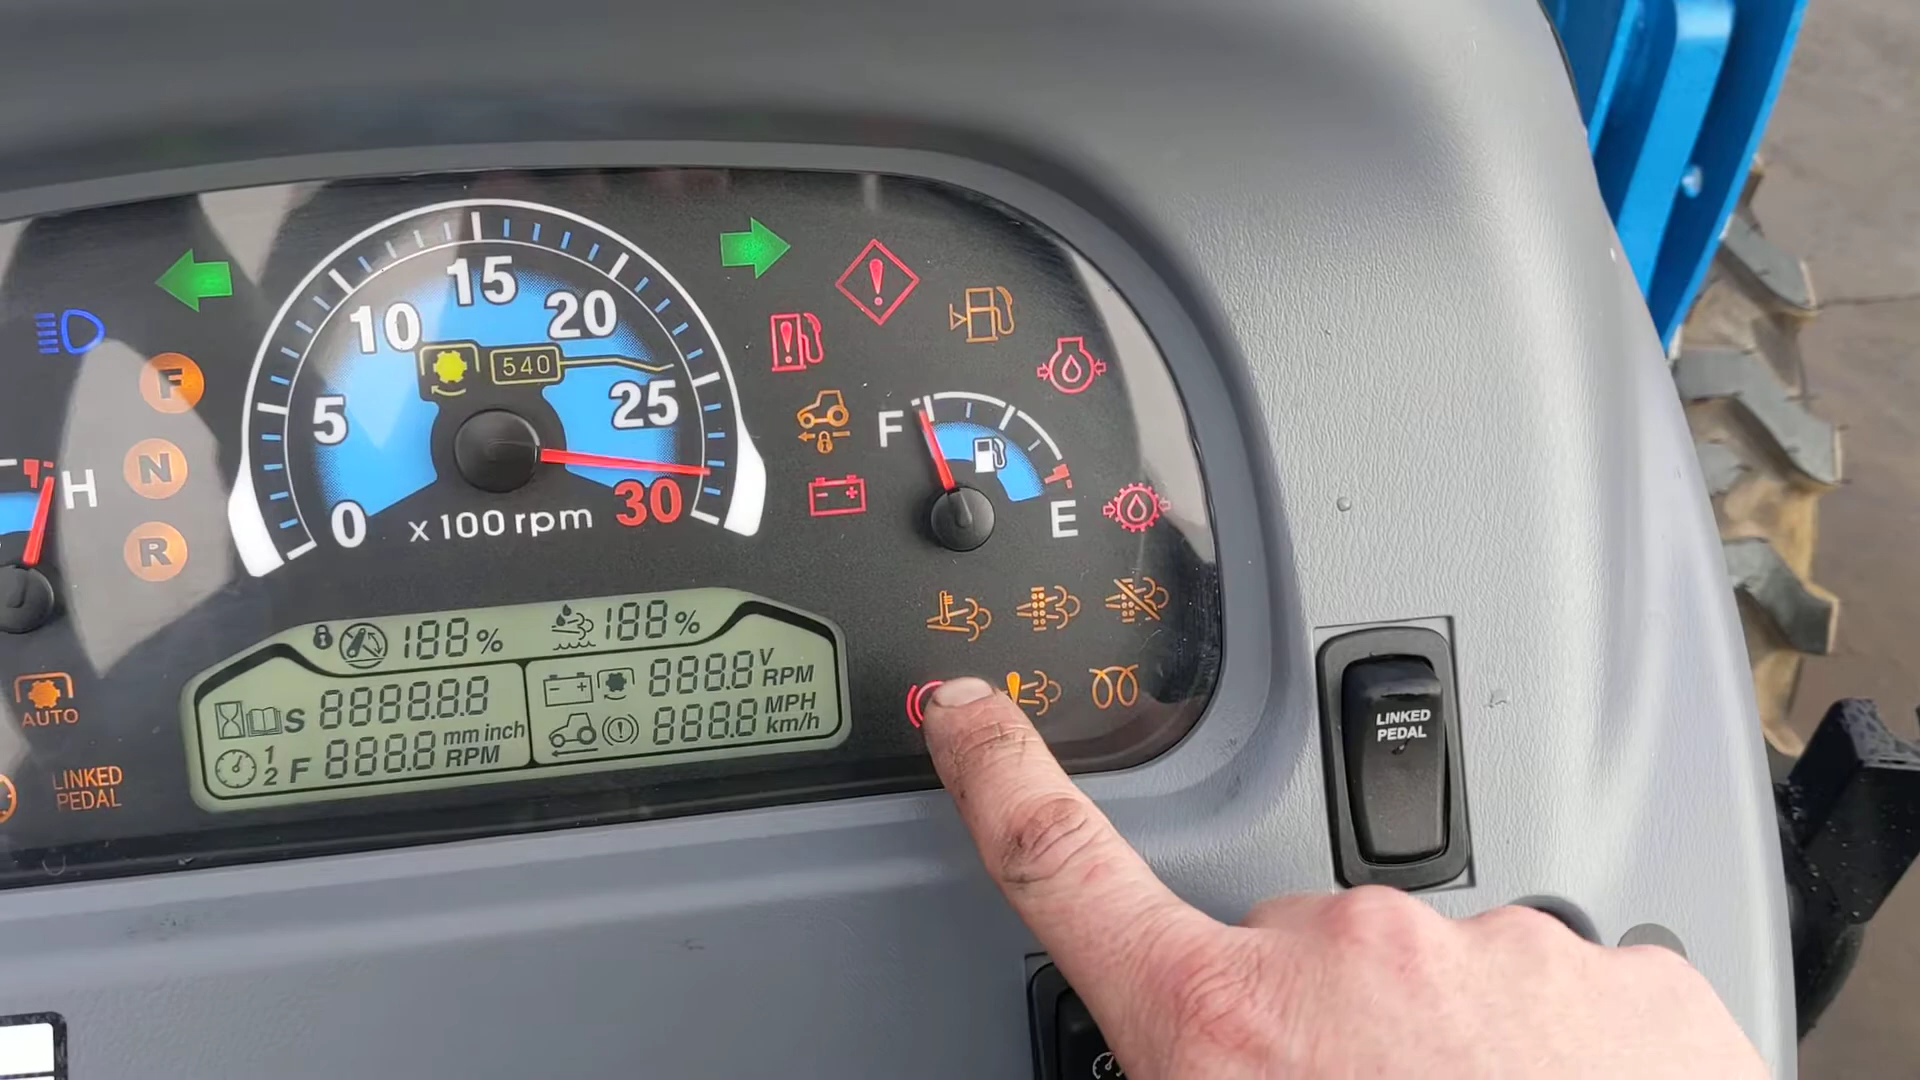 15
10
20
540
5
25
0
x 100 rpm
30
F
N
R
H
F
E
AUTO
LINKED
PEDAL
188 %
188 %
S 888888
8888 V
RPM
1
2 F 8888 mm inch
RPM
8888 MPH
km/h
LINKED
PEDAL